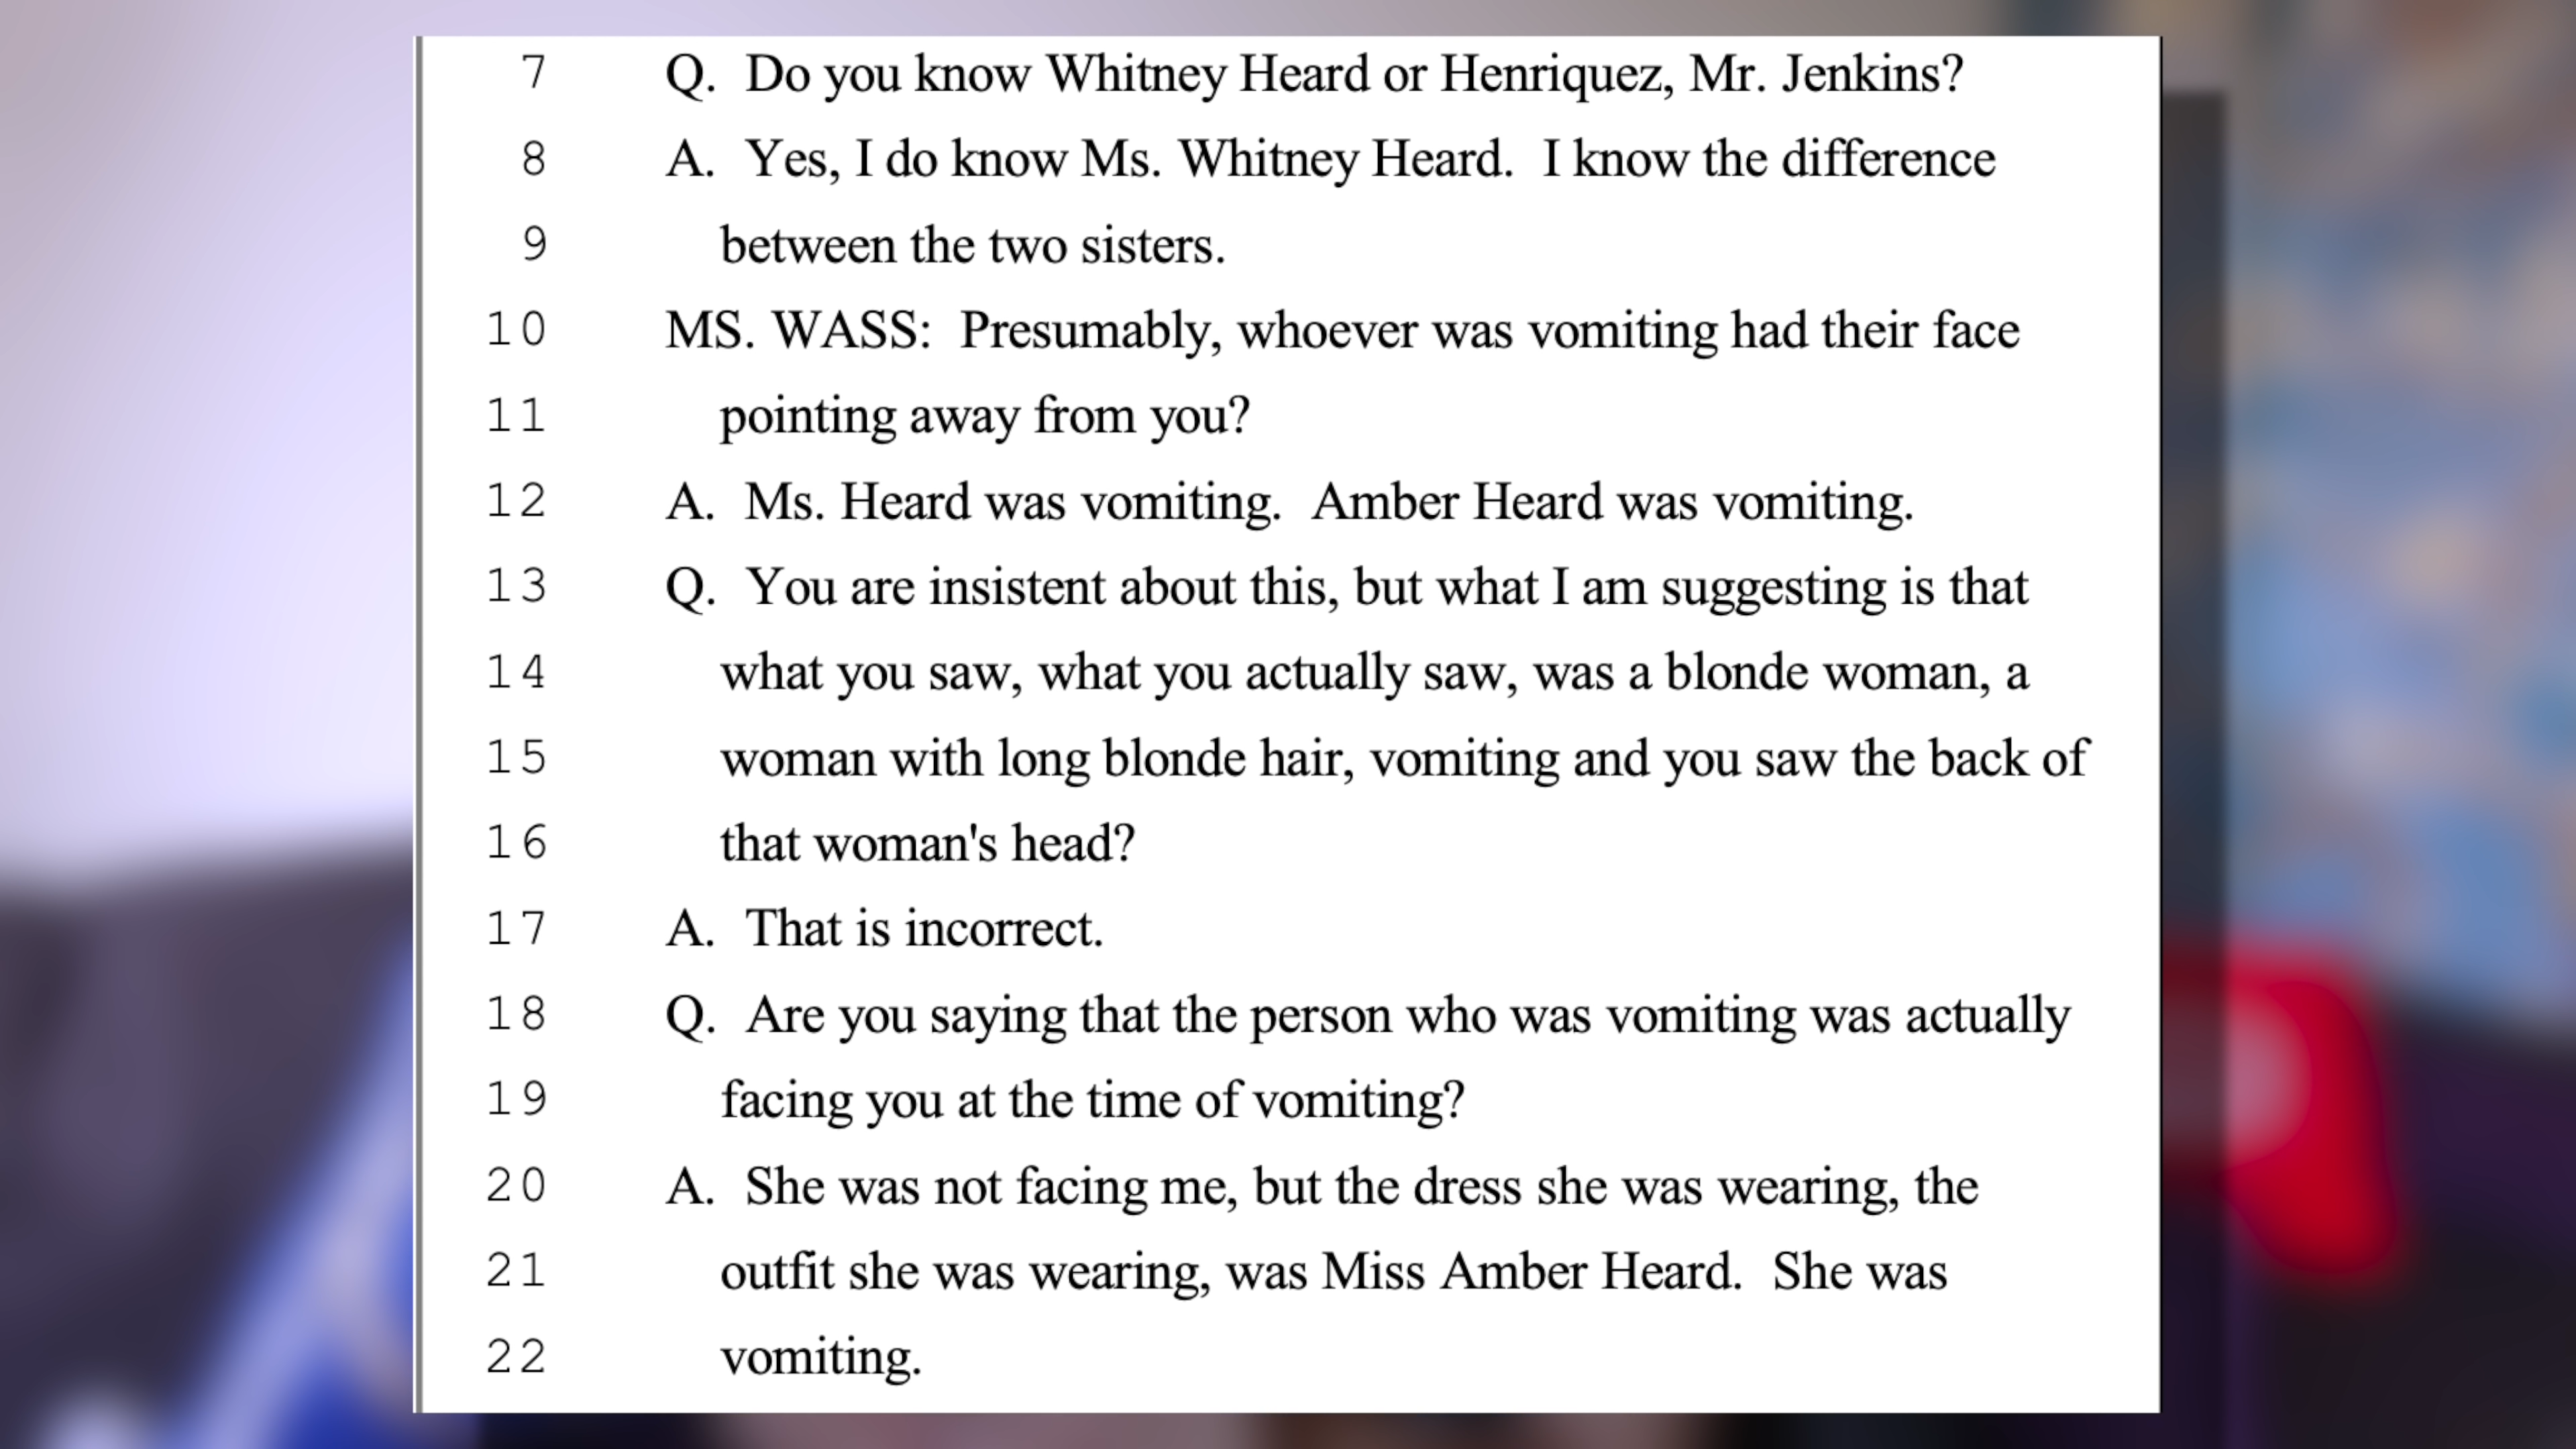 7 Q. Do you know Whitney Heard or Henriquez, Mr. Jenkins?
8 A. Yes, I do know Ms. Whitney Heard. I know the difference
9 between the two sisters.
10 MS. WASS: Presumably, whoever was vomiting had their face
11 pointing away from you?
12 A. Ms. Heard was vomiting. Amber Heard was vomiting.
13 Q. You are insistent about this, but what I am suggesting is that
14 what you saw, what you actually saw, was a blonde woman, a
15 woman with long blonde hair, vomiting and you saw the back of
16 that woman's head?
17 A. That is incorrect.
18 Q. Are you saying that the person who was vomiting was actually
19 facing you at the time of vomiting?
20 A. She was not facing me, but the dress she was wearing, the
21 outfit she was wearing, was Miss Amber Heard. She was
22 vomiting.